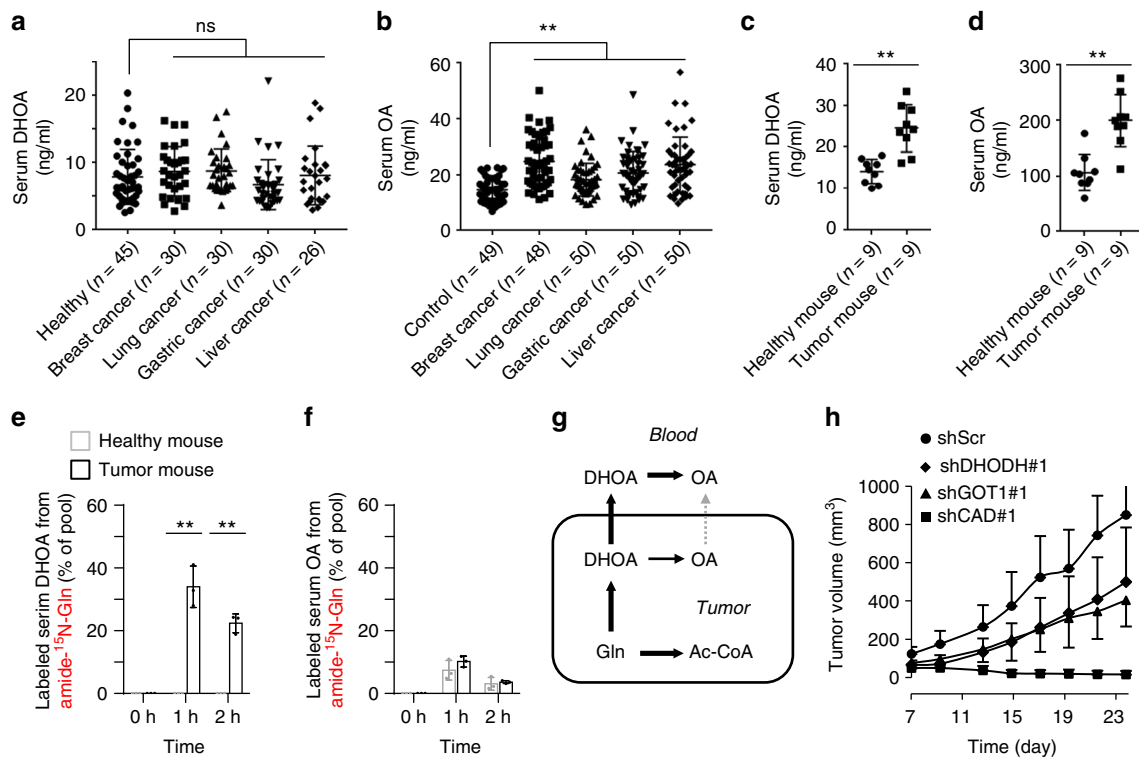 a
ns
Serum DHOA
(ng/ml)
20
10
0
Healthy (n = 45)
Breast cancer (n = 30)
Lung cancer (n = 30)
Gastric cancer (n = 30)
Liver cancer (n = 26)
b
**
Serum OA
(ng/ml)
60
40
20
0
Control (n = 49)
Breast cancer (n = 48)
Lung cancer (n = 50)
Gastric cancer (n = 50)
Liver cancer (n = 50)
c
**
Serum DHOA
(ng/ml)
40
30
20
10
0
Healthy mouse (n = 9)
Tumor mouse (n = 9)
d
**
Serum OA
(ng/ml)
300
200
100
0
Healthy mouse (n = 9)
Tumor mouse (n = 9)
e
Healthy mouse
Tumor mouse
Labeled serim DHOA from
amide-¹⁵N-Gln (% of pool)
60
40
20
0
** **
0 h 1 h 2 h
Time
f
Labeled serum OA from
amide-¹⁵N-Gln (% of pool)
60
40
20
0
0 h 1 h 2 h
Time
g
Blood
DHOA OA
DHOA OA
Tumor
Gln Ac-CoA
h
shScr
shDHODH#1
shGOT1#1
shCAD#1
Tumor volume (mm³)
1000
800
600
400
200
0
7 11 15 19 23
Time (day)